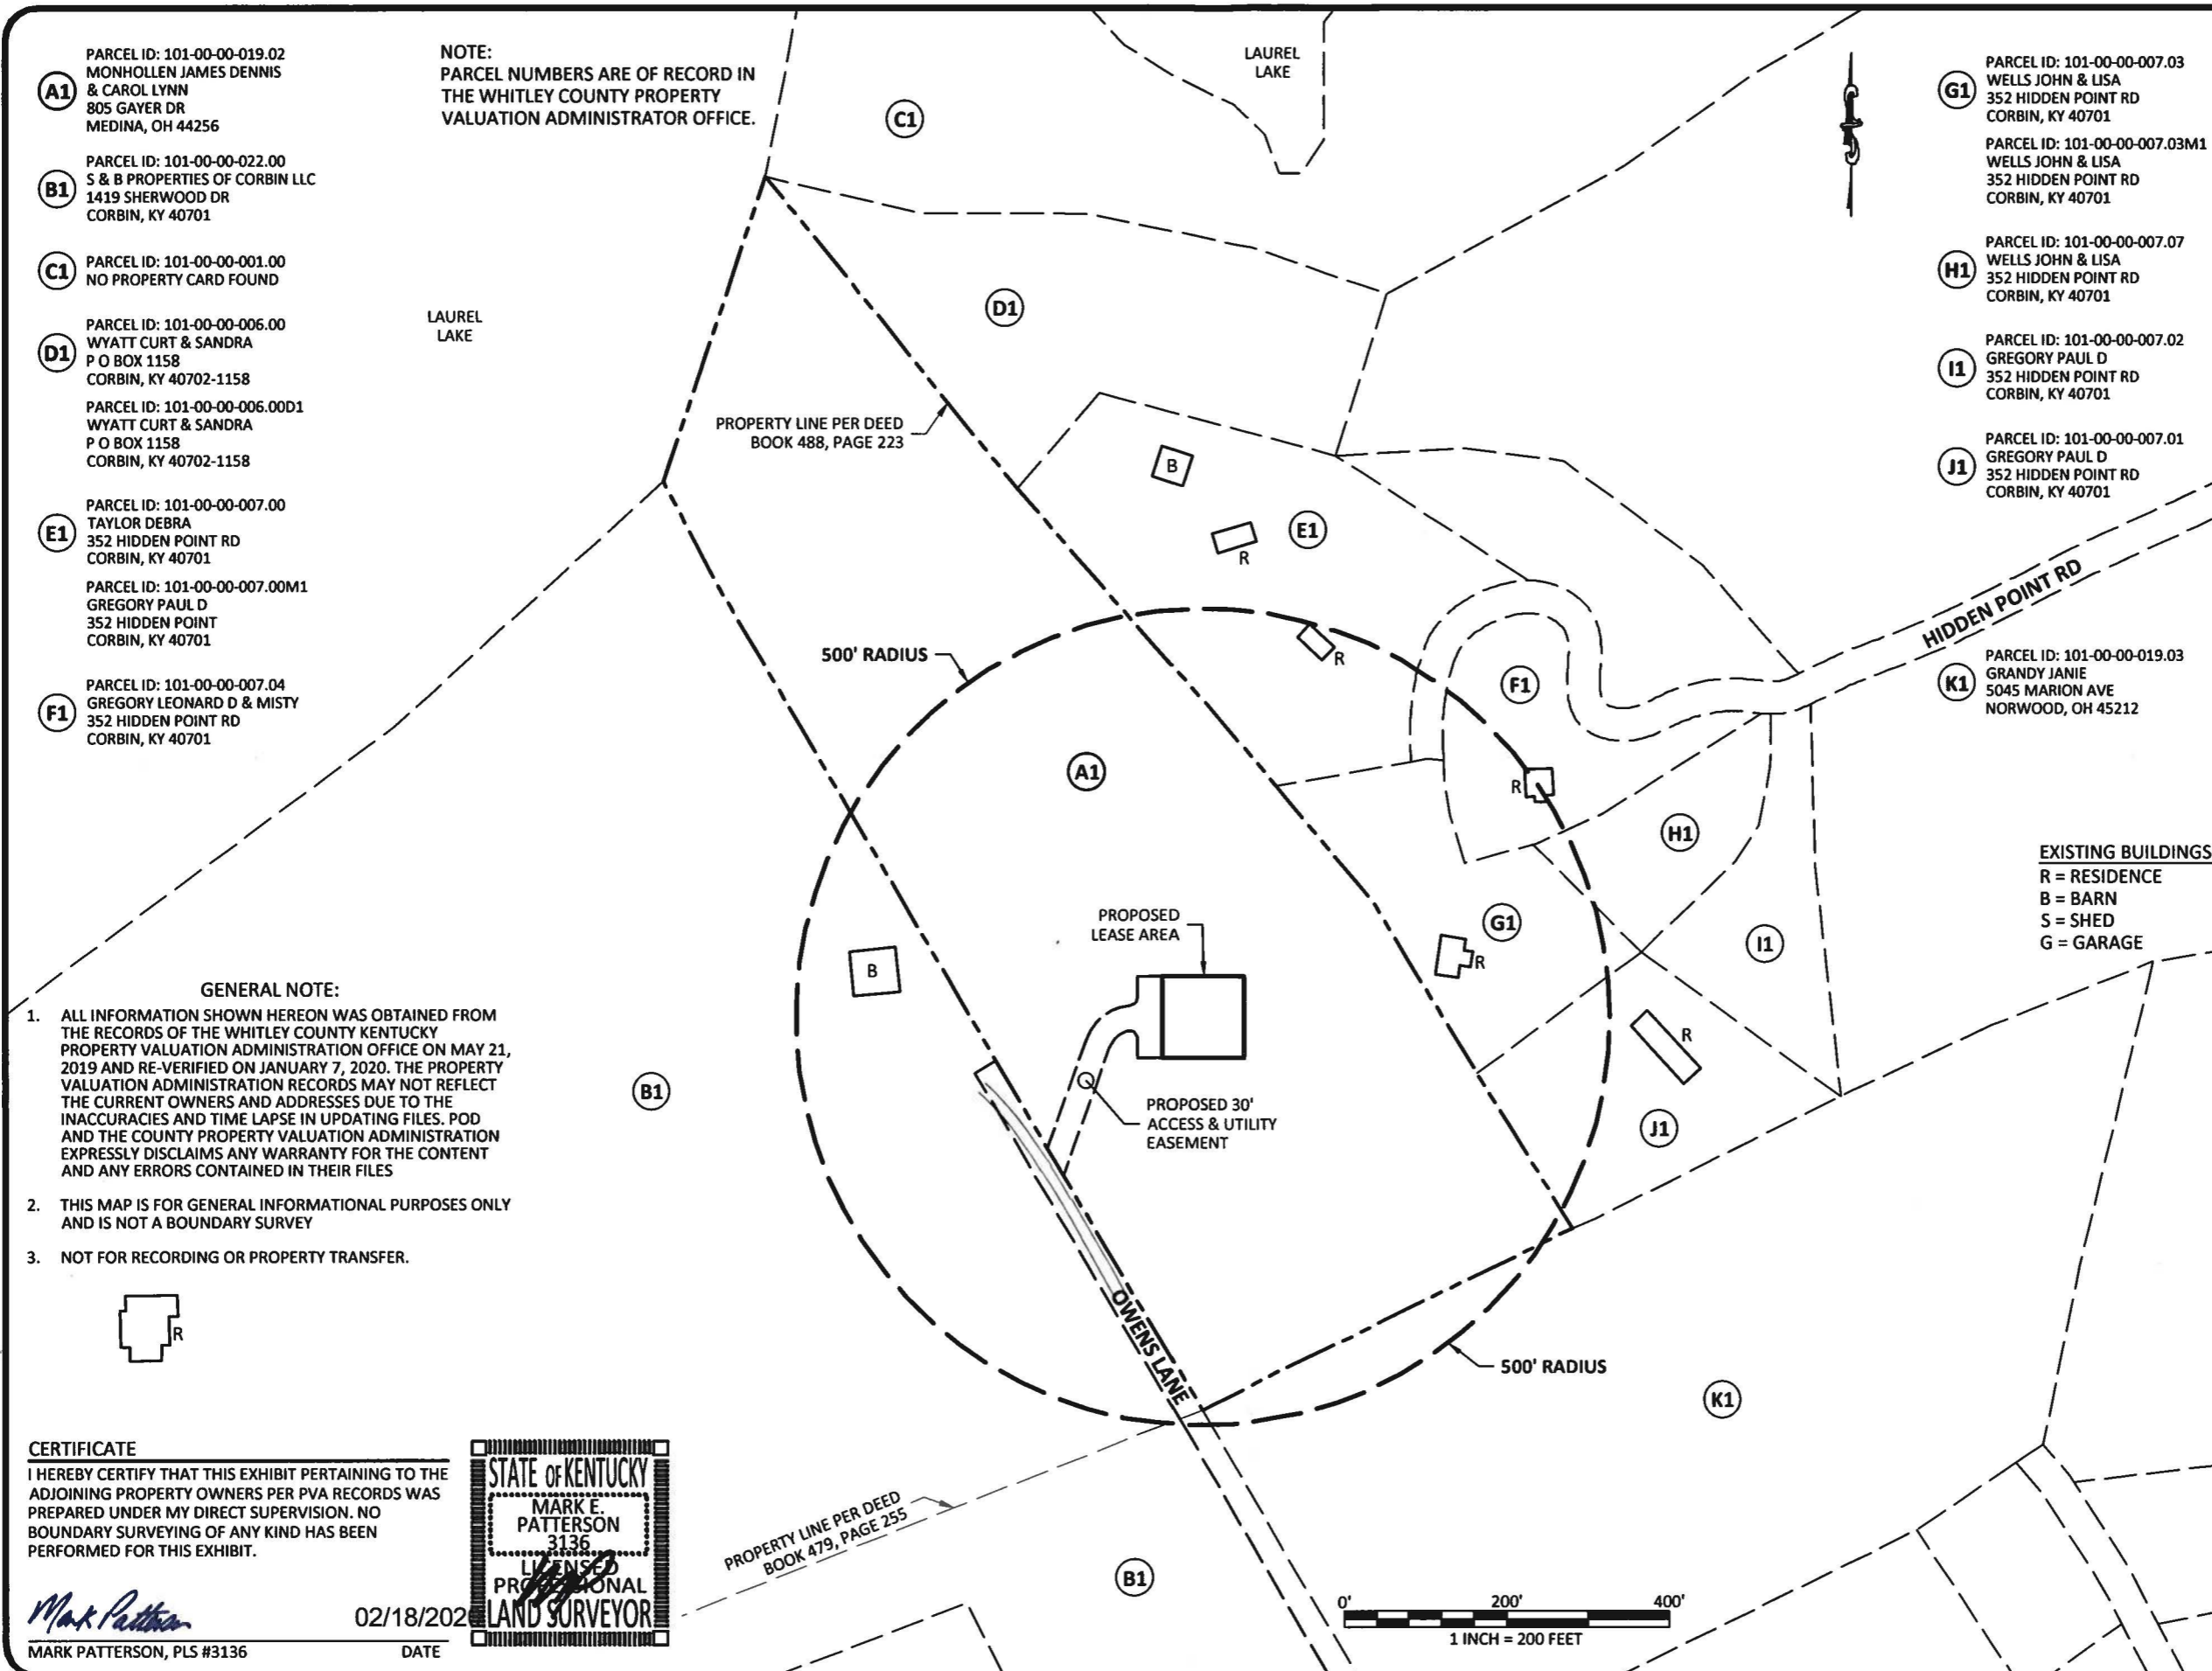 A1
PARCEL ID: 101-00-00-019.02
MONHOLLEN JAMES DENNIS
& CAROL LYNN
805 GAYER DR
MEDINA, OH 44256
B1
PARCEL ID: 101-00-00-022.00
S & B PROPERTIES OF CORBIN LLC
1419 SHERWOOD DR
CORBIN, KY 40701
C1
PARCEL ID: 101-00-00-001.00
NO PROPERTY CARD FOUND
D1
PARCEL ID: 101-00-00-006.00
WYATT CURT & SANDRA
P O BOX 1158
CORBIN, KY 40702-1158
PARCEL ID: 101-00-00-006.00D1
WYATT CURT & SANDRA
P O BOX 1158
CORBIN, KY 40702-1158
E1
PARCEL ID: 101-00-00-007.00
TAYLOR DEBRA
352 HIDDEN POINT RD
CORBIN, KY 40701
PARCEL ID: 101-00-00-007.00M1
GREGORY PAUL D
352 HIDDEN POINT
CORBIN, KY 40701
F1
PARCEL ID: 101-00-00-007.04
GREGORY LEONARD D & MISTY
352 HIDDEN POINT RD
CORBIN, KY 40701
NOTE:
PARCEL NUMBERS ARE OF RECORD IN
THE WHITLEY COUNTY PROPERTY
VALUATION ADMINISTRATOR OFFICE.
G1
PARCEL ID: 101-00-00-007.03
WELLS JOHN & LISA
352 HIDDEN POINT RD
CORBIN, KY 40701
PARCEL ID: 101-00-00-007.03M1
WELLS JOHN & LISA
352 HIDDEN POINT RD
CORBIN, KY 40701
H1
PARCEL ID: 101-00-00-007.07
WELLS JOHN & LISA
352 HIDDEN POINT RD
CORBIN, KY 40701
I1
PARCEL ID: 101-00-00-007.02
GREGORY PAUL D
352 HIDDEN POINT RD
CORBIN, KY 40701
J1
PARCEL ID: 101-00-00-007.01
GREGORY PAUL D
352 HIDDEN POINT RD
CORBIN, KY 40701
K1
PARCEL ID: 101-00-00-019.03
GRANDY JANIE
5045 MARION AVE
NORWOOD, OH 45212
EXISTING BUILDINGS
R = RESIDENCE
B = BARN
S = SHED
G = GARAGE
LAUREL
LAKE
C1
LAUREL
LAKE
D1
PROPERTY LINE PER DEED
BOOK 488, PAGE 223
B
E1
R
HIDDEN POINT RD
500' RADIUS
R
F1
A1
R
H1
PROPOSED
LEASE AREA
G1
R
I1
B
R
B1
PROPOSED 30'
ACCESS & UTILITY
EASEMENT
J1
OWENS LANE
500' RADIUS
K1
PROPERTY LINE PER DEED
BOOK 479, PAGE 255
B1
0' 200' 400'
1 INCH = 200 FEET
GENERAL NOTE:
1. ALL INFORMATION SHOWN HEREON WAS OBTAINED FROM
THE RECORDS OF THE WHITLEY COUNTY KENTUCKY
PROPERTY VALUATION ADMINISTRATION OFFICE ON MAY 21,
2019 AND RE-VERIFIED ON JANUARY 7, 2020. THE PROPERTY
VALUATION ADMINISTRATION RECORDS MAY NOT REFLECT
THE CURRENT OWNERS AND ADDRESSES DUE TO THE
INACCURACIES AND TIME LAPSE IN UPDATING FILES. POD
AND THE COUNTY PROPERTY VALUATION ADMINISTRATION
EXPRESSLY DISCLAIMS ANY WARRANTY FOR THE CONTENT
AND ANY ERRORS CONTAINED IN THEIR FILES
2. THIS MAP IS FOR GENERAL INFORMATIONAL PURPOSES ONLY
AND IS NOT A BOUNDARY SURVEY
3. NOT FOR RECORDING OR PROPERTY TRANSFER.
R
CERTIFICATE
I HEREBY CERTIFY THAT THIS EXHIBIT PERTAINING TO THE
ADJOINING PROPERTY OWNERS PER PVA RECORDS WAS
PREPARED UNDER MY DIRECT SUPERVISION. NO
BOUNDARY SURVEYING OF ANY KIND HAS BEEN
PERFORMED FOR THIS EXHIBIT.
Mark Patterson
02/18/202
MARK PATTERSON, PLS #3136 DATE
STATE OF KENTUCKY
MARK E.
PATTERSON
3136
LICENSED
PROFESSIONAL
LAND SURVEYOR